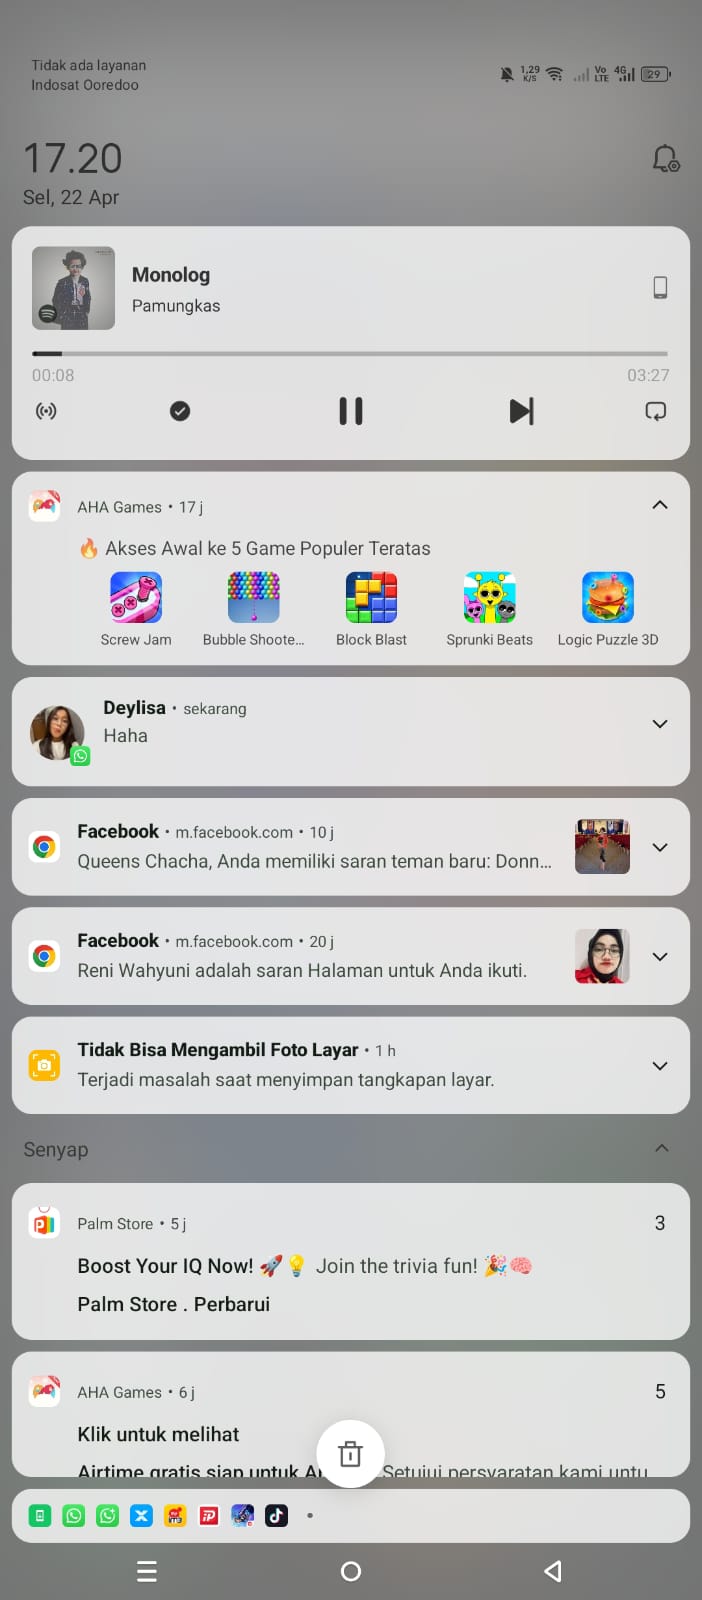 Tidak ada layanan
Indosat Ooredoo
1,29 K/S Vo LTE 4G 29
17.20
Sel, 22 Apr
Monolog
Pamungkas
00:08 03:27
AHA Games • 17 j
🔥 Akses Awal ke 5 Game Populer Teratas
Screw Jam Bubble Shoote... Block Blast Sprunki Beats Logic Puzzle 3D
Deylisa • sekarang
Haha
Facebook • m.facebook.com • 10 j
Queens Chacha, Anda memiliki saran teman baru: Donn...
Facebook • m.facebook.com • 20 j
Reni Wahyuni adalah saran Halaman untuk Anda ikuti.
Tidak Bisa Mengambil Foto Layar • 1 h
Terjadi masalah saat menyimpan tangkapan layar.
Senyap
Palm Store • 5 j 3
Boost Your IQ Now! 🚀💡 Join the trivia fun! 🎉🧠
Palm Store . Perbarui
AHA Games • 6 j 5
Klik untuk melihat
Airtime gratis siap untuk Setujui persyaratan kami untu